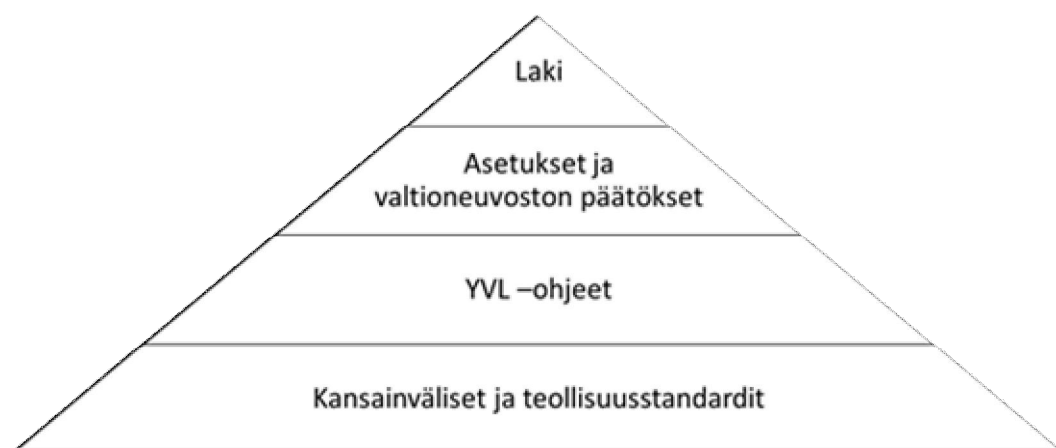 Laki
Asetukset ja
valtioneuvoston päätökset
YVL –ohjeet
Kansainväliset ja teollisuusstandardit